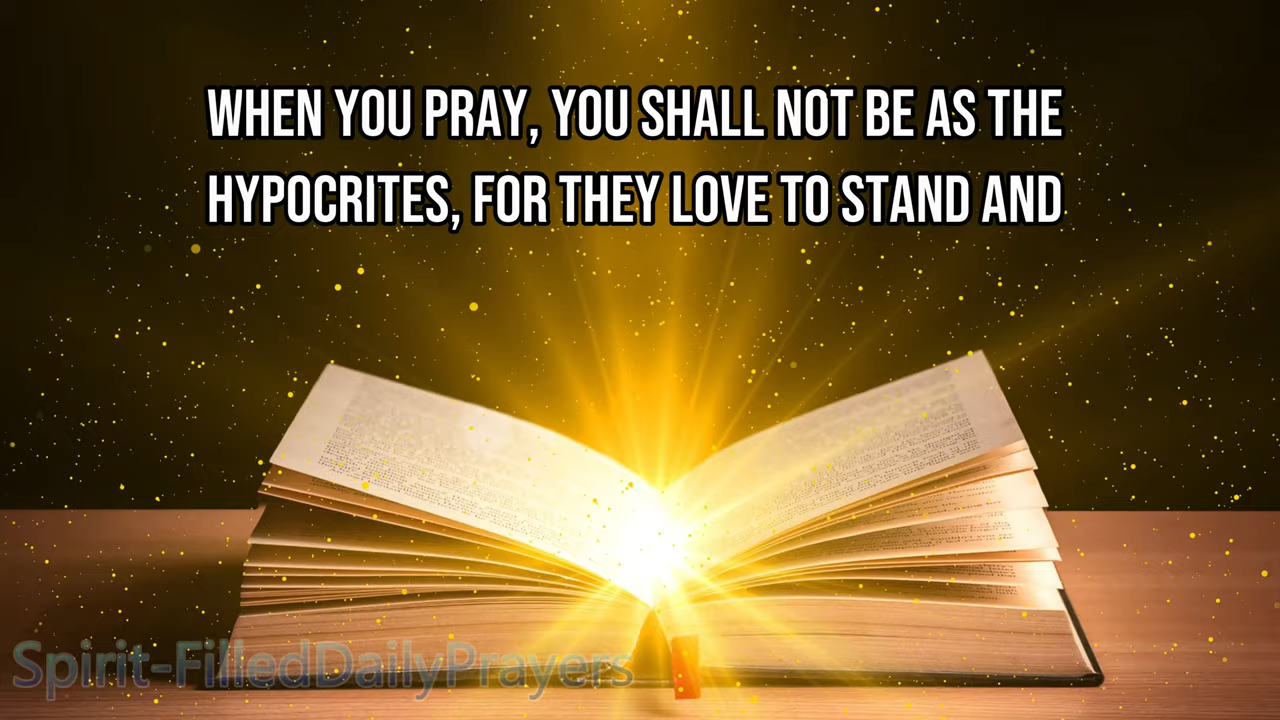 WHEN YOU PRAY, YOU SHALL NOT BE AS THE
HYPOCRITES, FOR THEY LOVE TO STAND AND
Spirit-FilledDailyPrayers